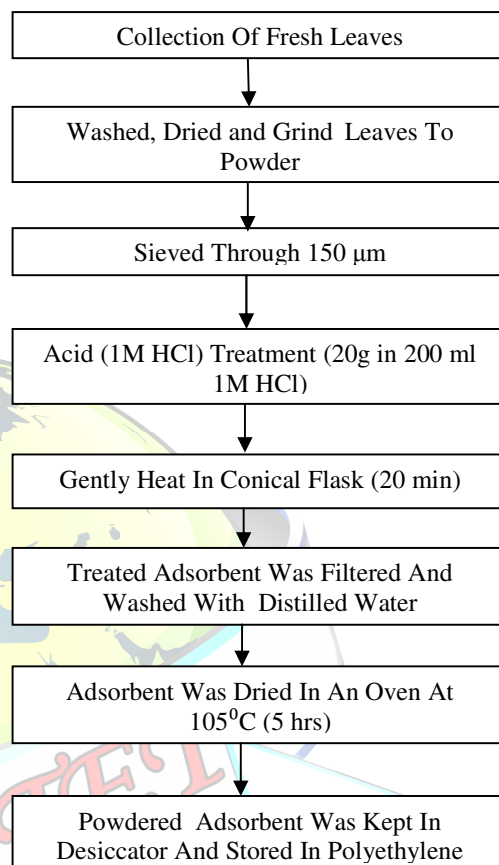 Collection Of Fresh Leaves
Washed, Dried and Grind Leaves To
Powder
Sieved Through 150 µm
Acid (1M HCl) Treatment (20g in 200 ml
1M HCl)
Gently Heat In Conical Flask (20 min)
Treated Adsorbent Was Filtered And
Washed With Distilled Water
Adsorbent Was Dried In An Oven At
105⁰C (5 hrs)
Powdered Adsorbent Was Kept In
Desiccator And Stored In Polyethylene